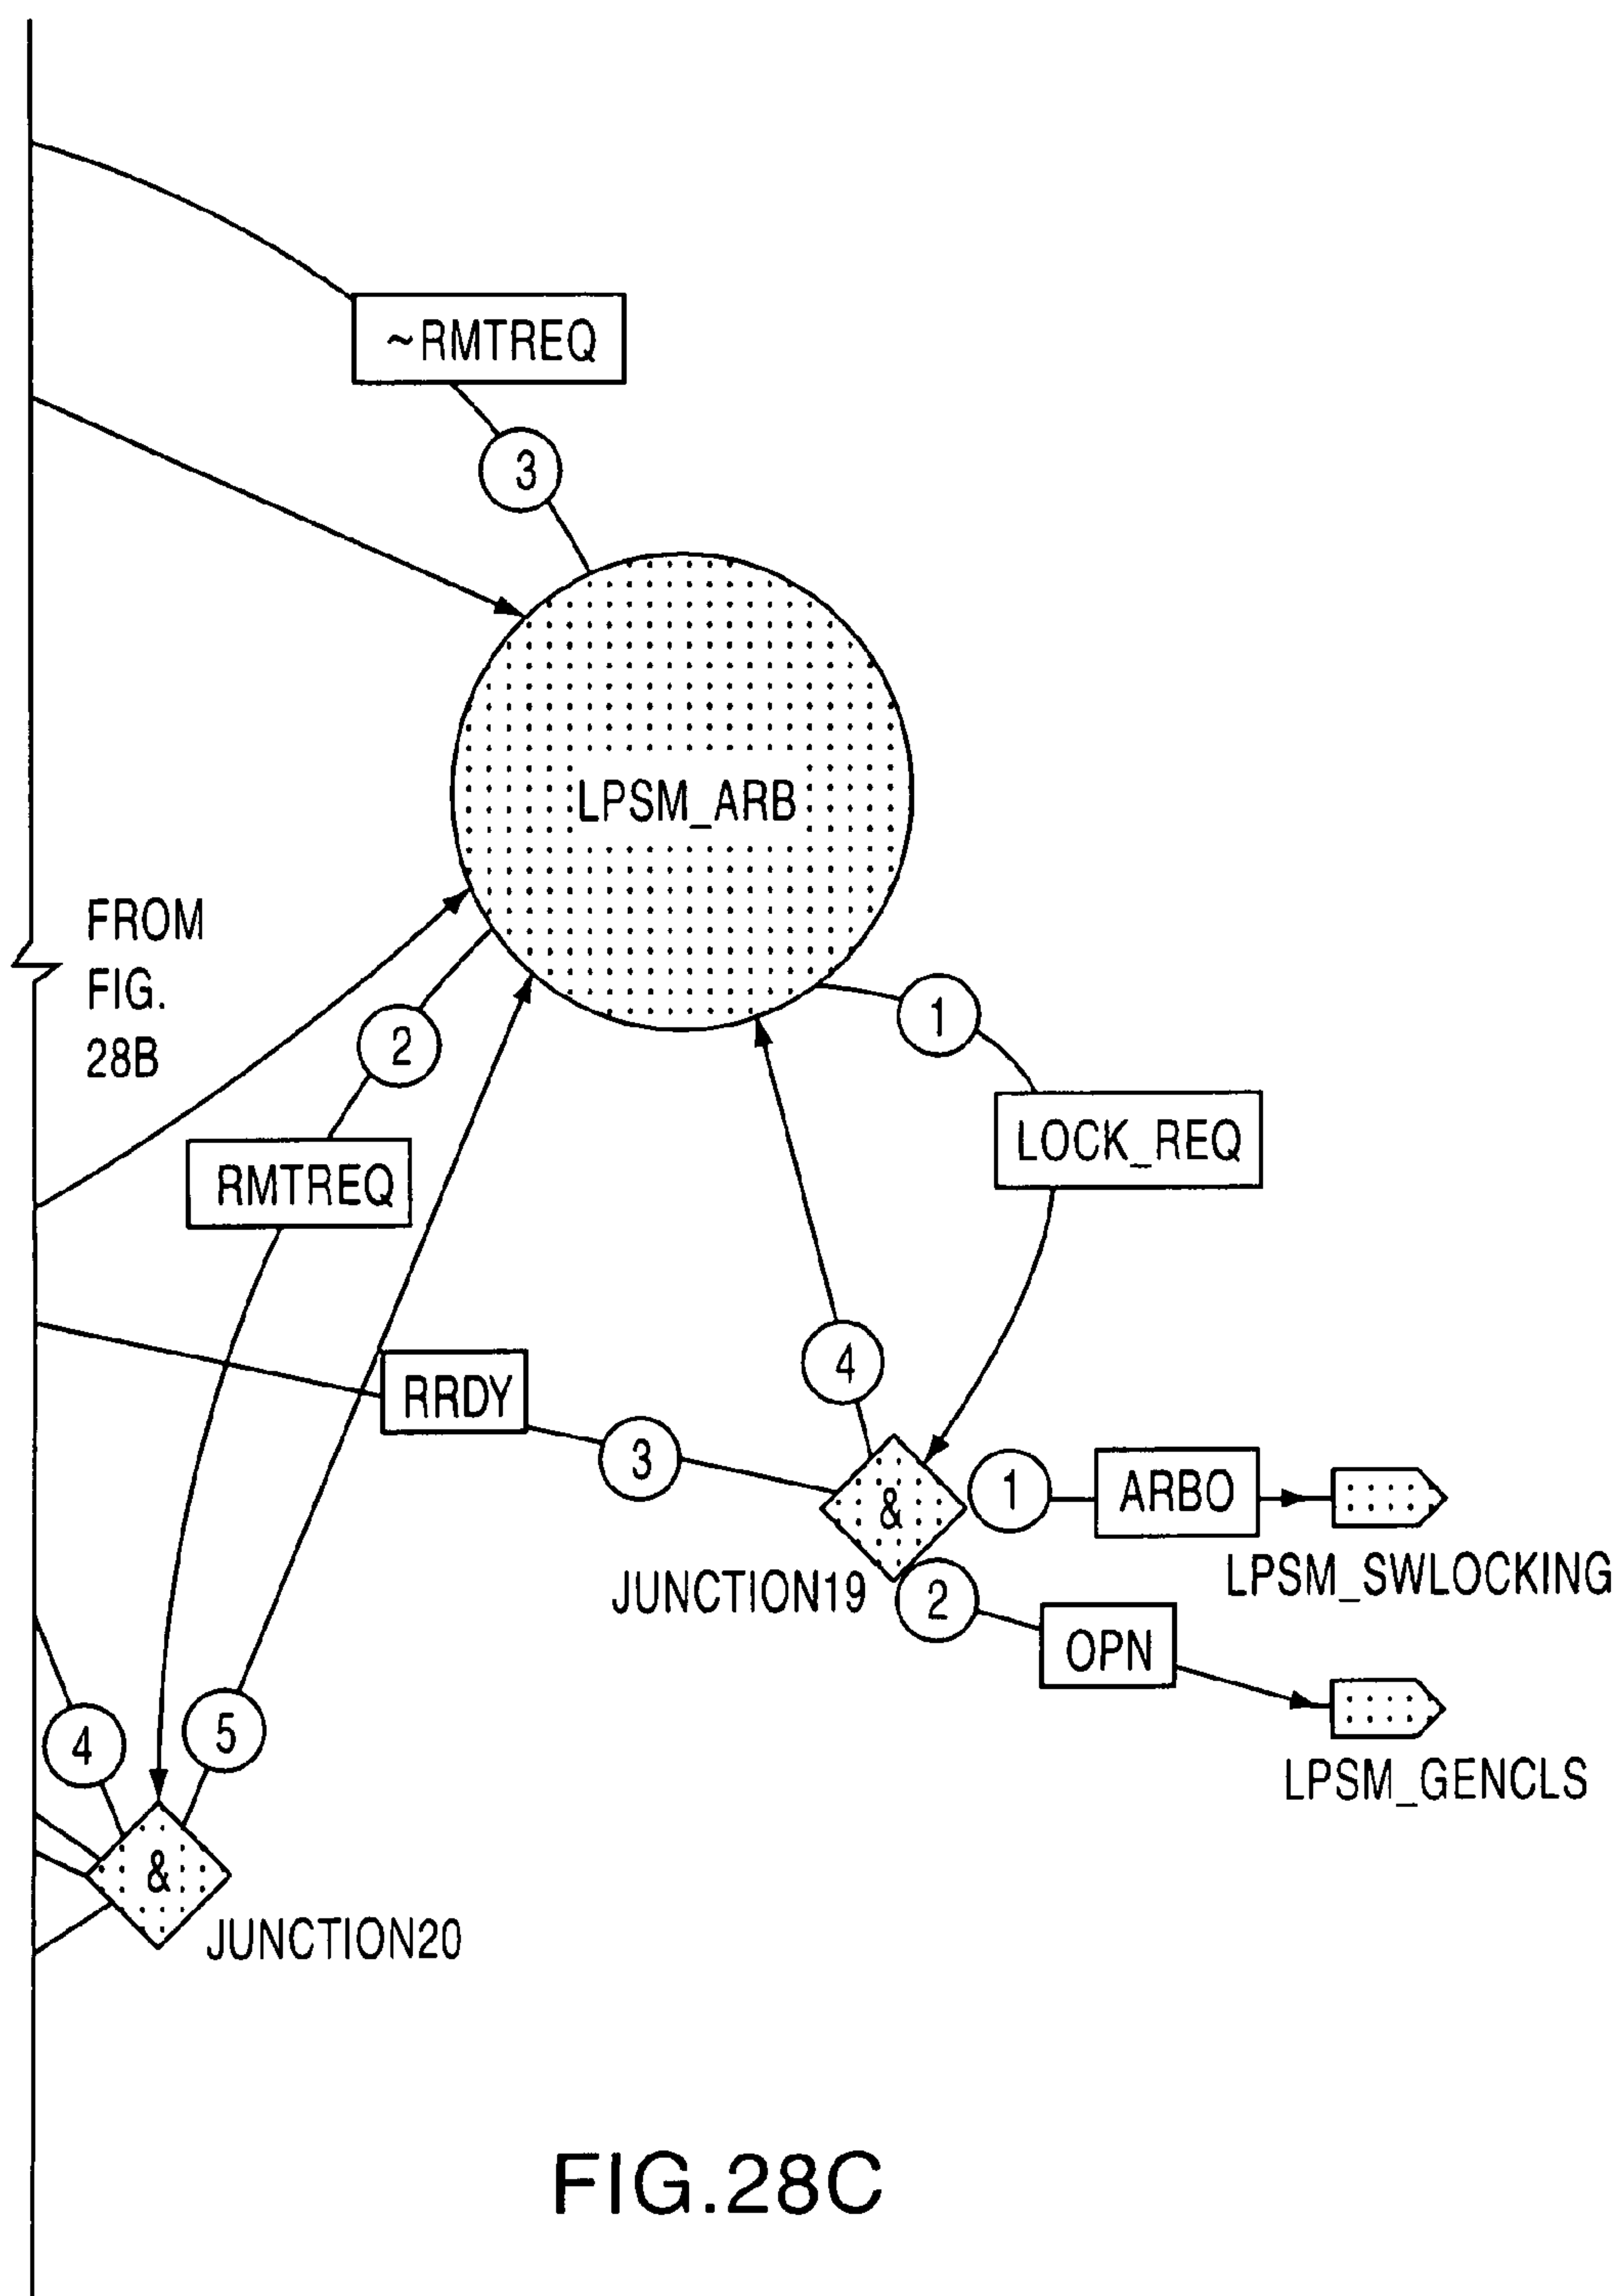 ~RMTREQ
3
LPSM_ARB
FROM
FIG.
28B
2
1
RMTREQ
LOCK_REQ
4
RRDY
3
&
1
ARBO
LPSM_SWLOCKING
JUNCTION19
2
OPN
LPSM_GENCLS
4
5
&
JUNCTION20
FIG.28C